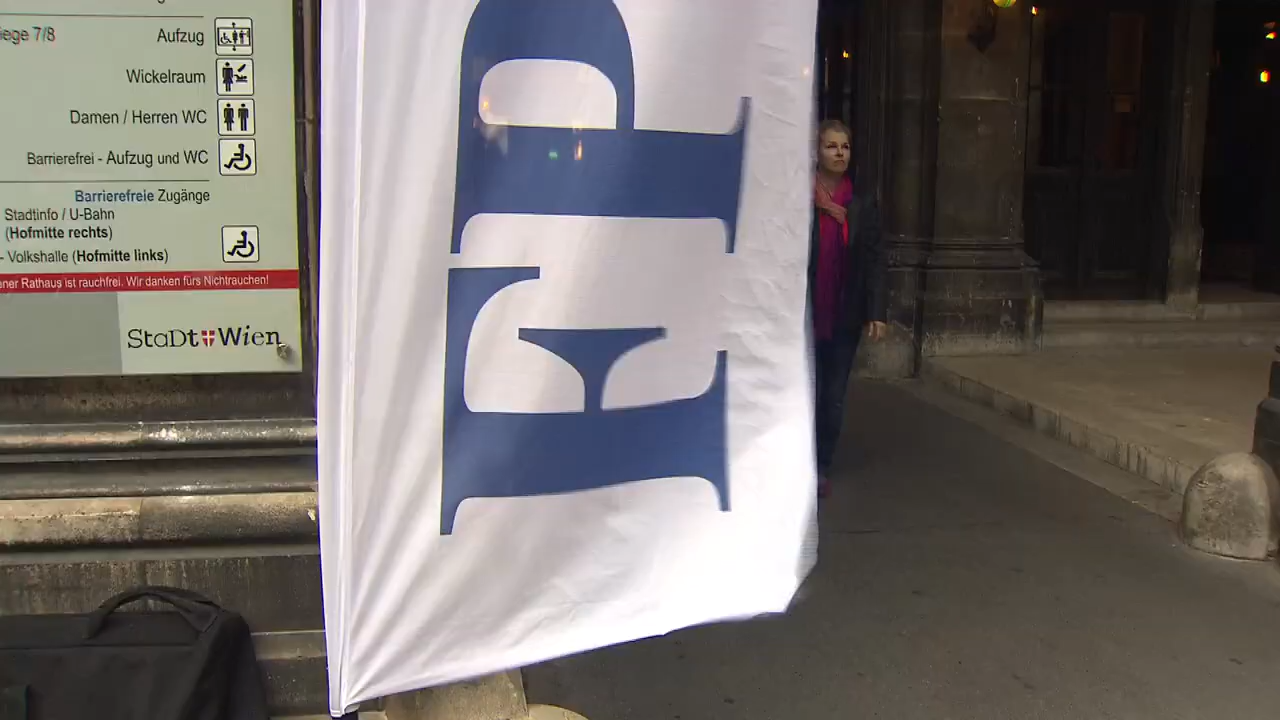 iege 7/8
Aufzug
Wickelraum
Damen / Herren WC
Barrierefrei - Aufzug und WC
Barrierefreie Zugänge
Stadtinfo / U-Bahn
(Hofmitte rechts)
- Volkshalle (Hofmitte links)
ener Rathaus ist rauchfrei. Wir danken fürs Nichtrauchen!
StaDt Wien
FP